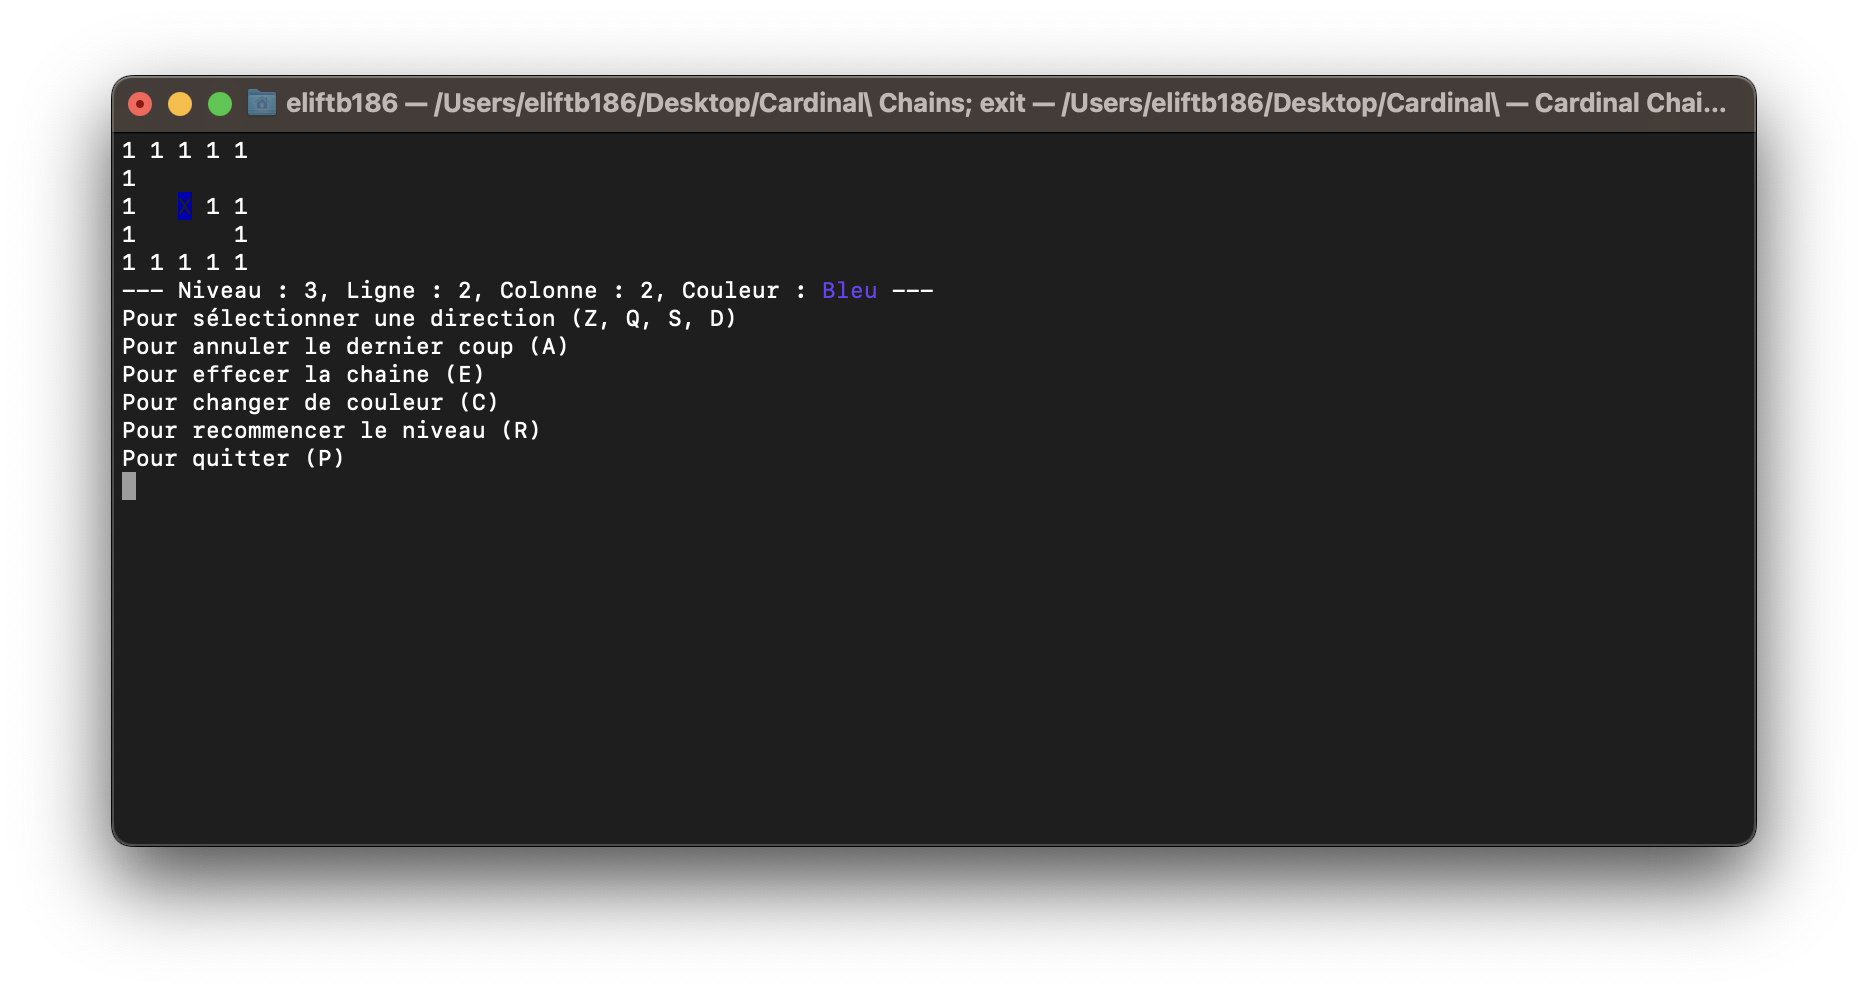 eliftb186 — /Users/eliftb186/Desktop/Cardinal\ Chains; exit — /Users/eliftb186/Desktop/Cardinal\ — Cardinal Chai...
1 1 1 1 1
1
1   X 1 1
1       1
1 1 1 1 1
--- Niveau : 3, Ligne : 2, Colonne : 2, Couleur : Bleu ---
Pour sélectionner une direction (Z, Q, S, D)
Pour annuler le dernier coup (A)
Pour effecer la chaine (E)
Pour changer de couleur (C)
Pour recommencer le niveau (R)
Pour quitter (P)